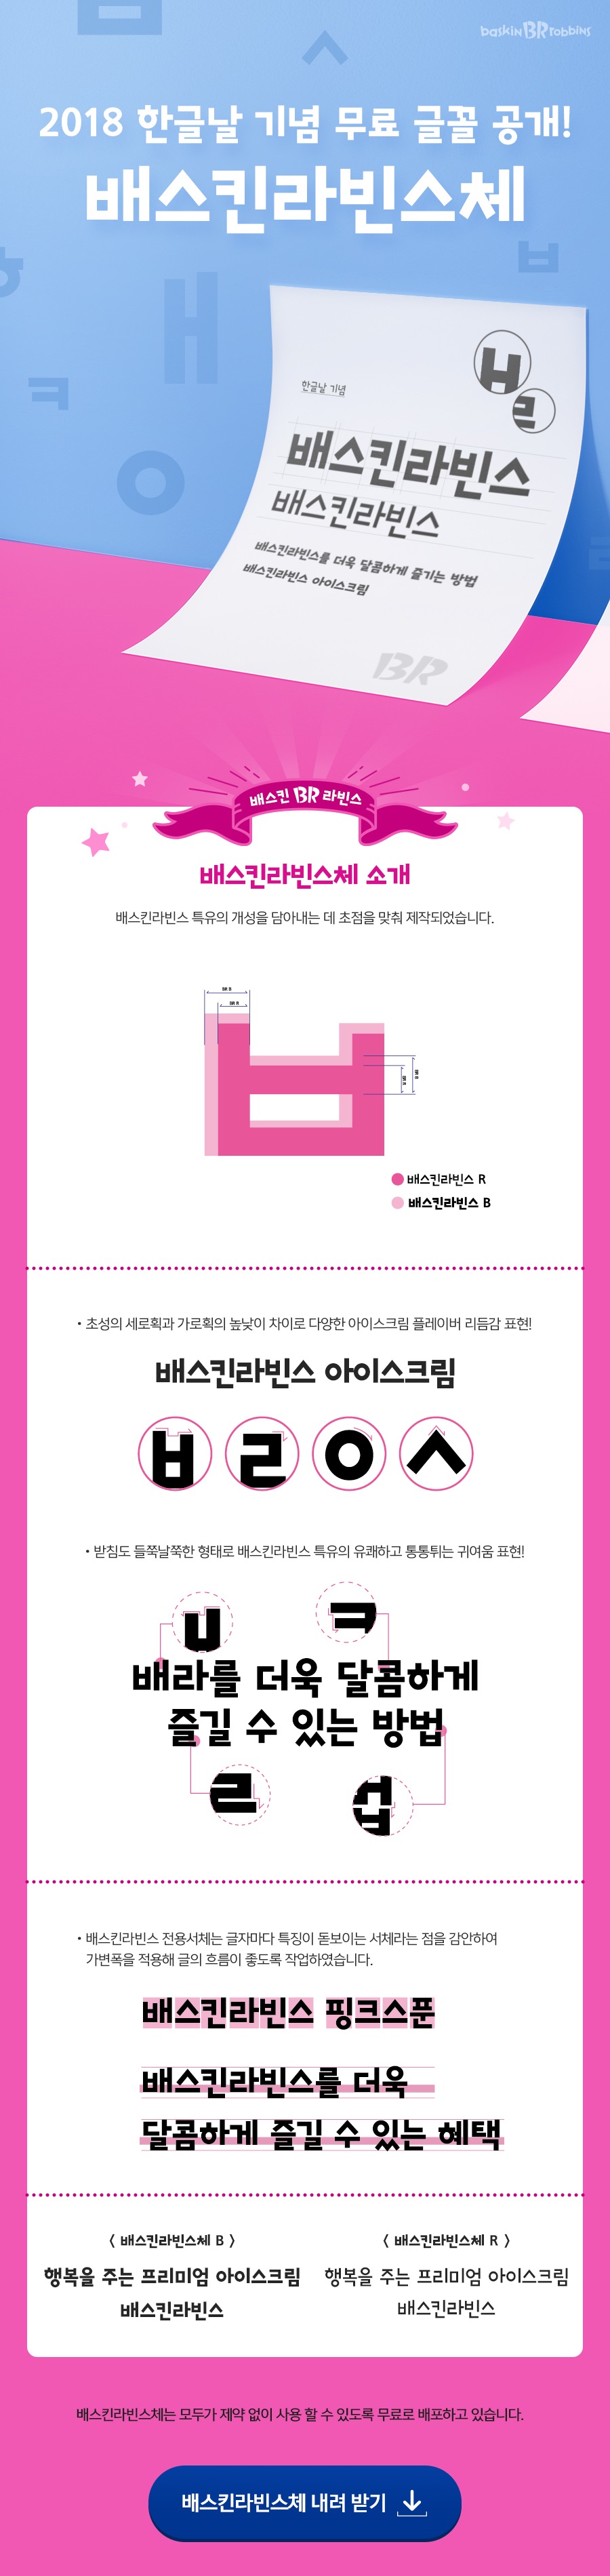 baskin BR robbins
2018 한글날 기념 무료 글꼴 공개!
배스킨라빈스체
한글날 기념
배스킨라빈스
배스킨라빈스
배스킨라빈스를 더욱 달콤하게 즐기는 방법
배스킨라빈스 아이스크림
BR
배스킨 BR 라빈스
배스킨라빈스체 소개
배스킨라빈스 특유의 개성을 담아내는 데 초점을 맞춰 제작되었습니다.
BR B
BR R
BR R
BR B
배스킨라빈스 R
배스킨라빈스 B
• 초성의 세로획과 가로획의 높낮이 차이로 다양한 아이스크림 플레이버 리듬감 표현!
배스킨라빈스 아이스크림
ㅂ ㄹ ㅇ ㅅ
• 받침도 들쭉날쭉한 형태로 배스킨라빈스 특유의 유쾌하고 통통튀는 귀여움 표현!
배라를 더욱 달콤하게
즐길 수 있는 방법
• 배스킨라빈스 전용서체는 글자마다 특징이 돋보이는 서체라는 점을 감안하여
가변폭을 적용해 글의 흐름이 좋도록 작업하였습니다.
배스킨라빈스 핑크스푼
배스킨라빈스를 더욱
달콤하게 즐길 수 있는 혜택
< 배스킨라빈스체 B >
행복을 주는 프리미엄 아이스크림
배스킨라빈스
< 배스킨라빈스체 R >
행복을 주는 프리미엄 아이스크림
배스킨라빈스
배스킨라빈스체는 모두가 제약 없이 사용 할 수 있도록 무료로 배포하고 있습니다.
배스킨라빈스체 내려 받기